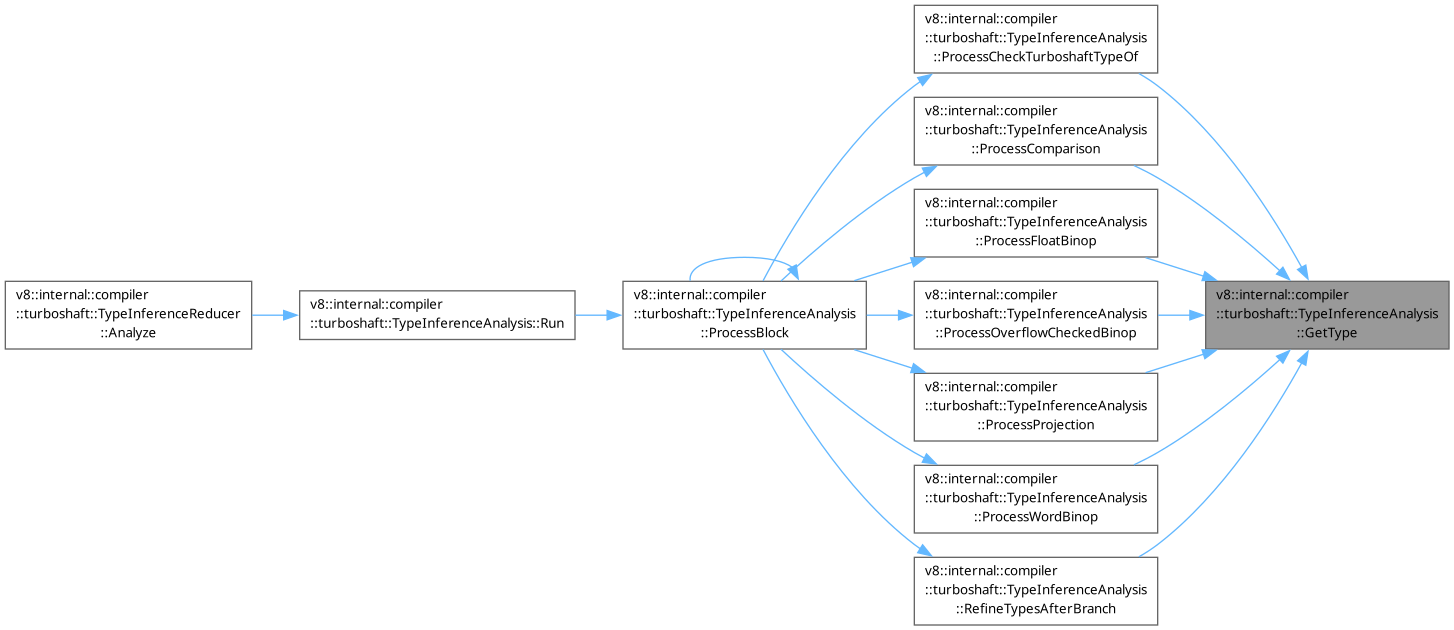 v8::internal::compiler
::turboshaft::TypeInferenceReducer
::Analyze
v8::internal::compiler
::turboshaft::TypeInferenceAnalysis::Run
v8::internal::compiler
::turboshaft::TypeInferenceAnalysis
::ProcessBlock
v8::internal::compiler
::turboshaft::TypeInferenceAnalysis
::ProcessCheckTurboshaftTypeOf
v8::internal::compiler
::turboshaft::TypeInferenceAnalysis
::ProcessComparison
v8::internal::compiler
::turboshaft::TypeInferenceAnalysis
::ProcessFloatBinop
v8::internal::compiler
::turboshaft::TypeInferenceAnalysis
::ProcessOverflowCheckedBinop
v8::internal::compiler
::turboshaft::TypeInferenceAnalysis
::ProcessProjection
v8::internal::compiler
::turboshaft::TypeInferenceAnalysis
::ProcessWordBinop
v8::internal::compiler
::turboshaft::TypeInferenceAnalysis
::RefineTypesAfterBranch
v8::internal::compiler
::turboshaft::TypeInferenceAnalysis
::GetType